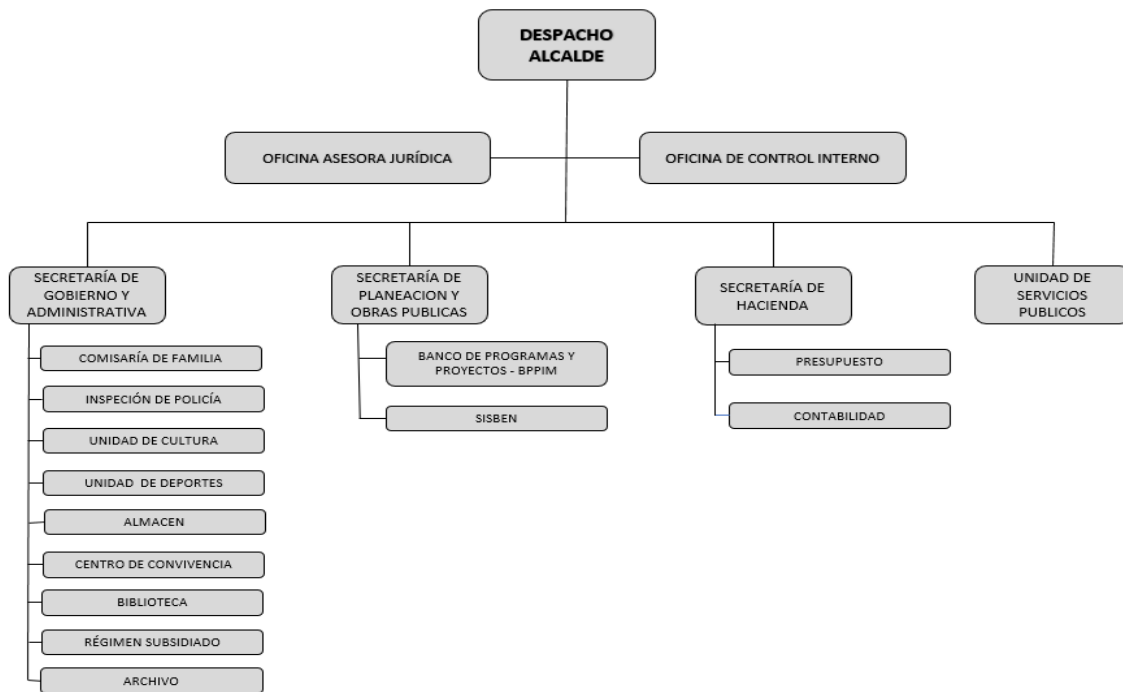 DESPACHO
ALCALDE
OFICINA ASESORA JURÍDICA
OFICINA DE CONTROL INTERNO
SECRETARÍA DE
GOBIERNO Y
ADMINISTRATIVA
COMISARÍA DE FAMILIA
INSPECIÓN DE POLICÍA
UNIDAD DE CULTURA
UNIDAD DE DEPORTES
ALMACEN
CENTRO DE CONVIVENCIA
BIBLIOTECA
RÉGIMEN SUBSIDIADO
ARCHIVO
SECRETARÍA DE
PLANEACION Y
OBRAS PUBLICAS
BANCO DE PROGRAMAS Y
PROYECTOS - BPPIM
SISBEN
SECRETARÍA DE
HACIENDA
PRESUPUESTO
CONTABILIDAD
UNIDAD DE
SERVICIOS
PUBLICOS